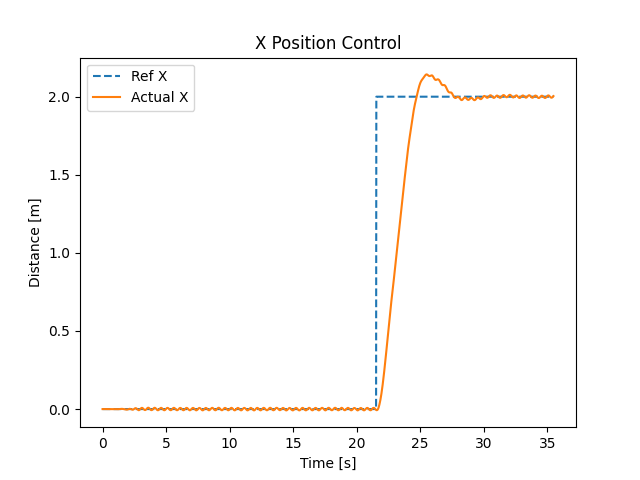 X Position Control
Ref X
Actual X
2.0
1.5
1.0
0.5
0.0
Distance [m]
0 5 10 15 20 25 30 35
Time [s]